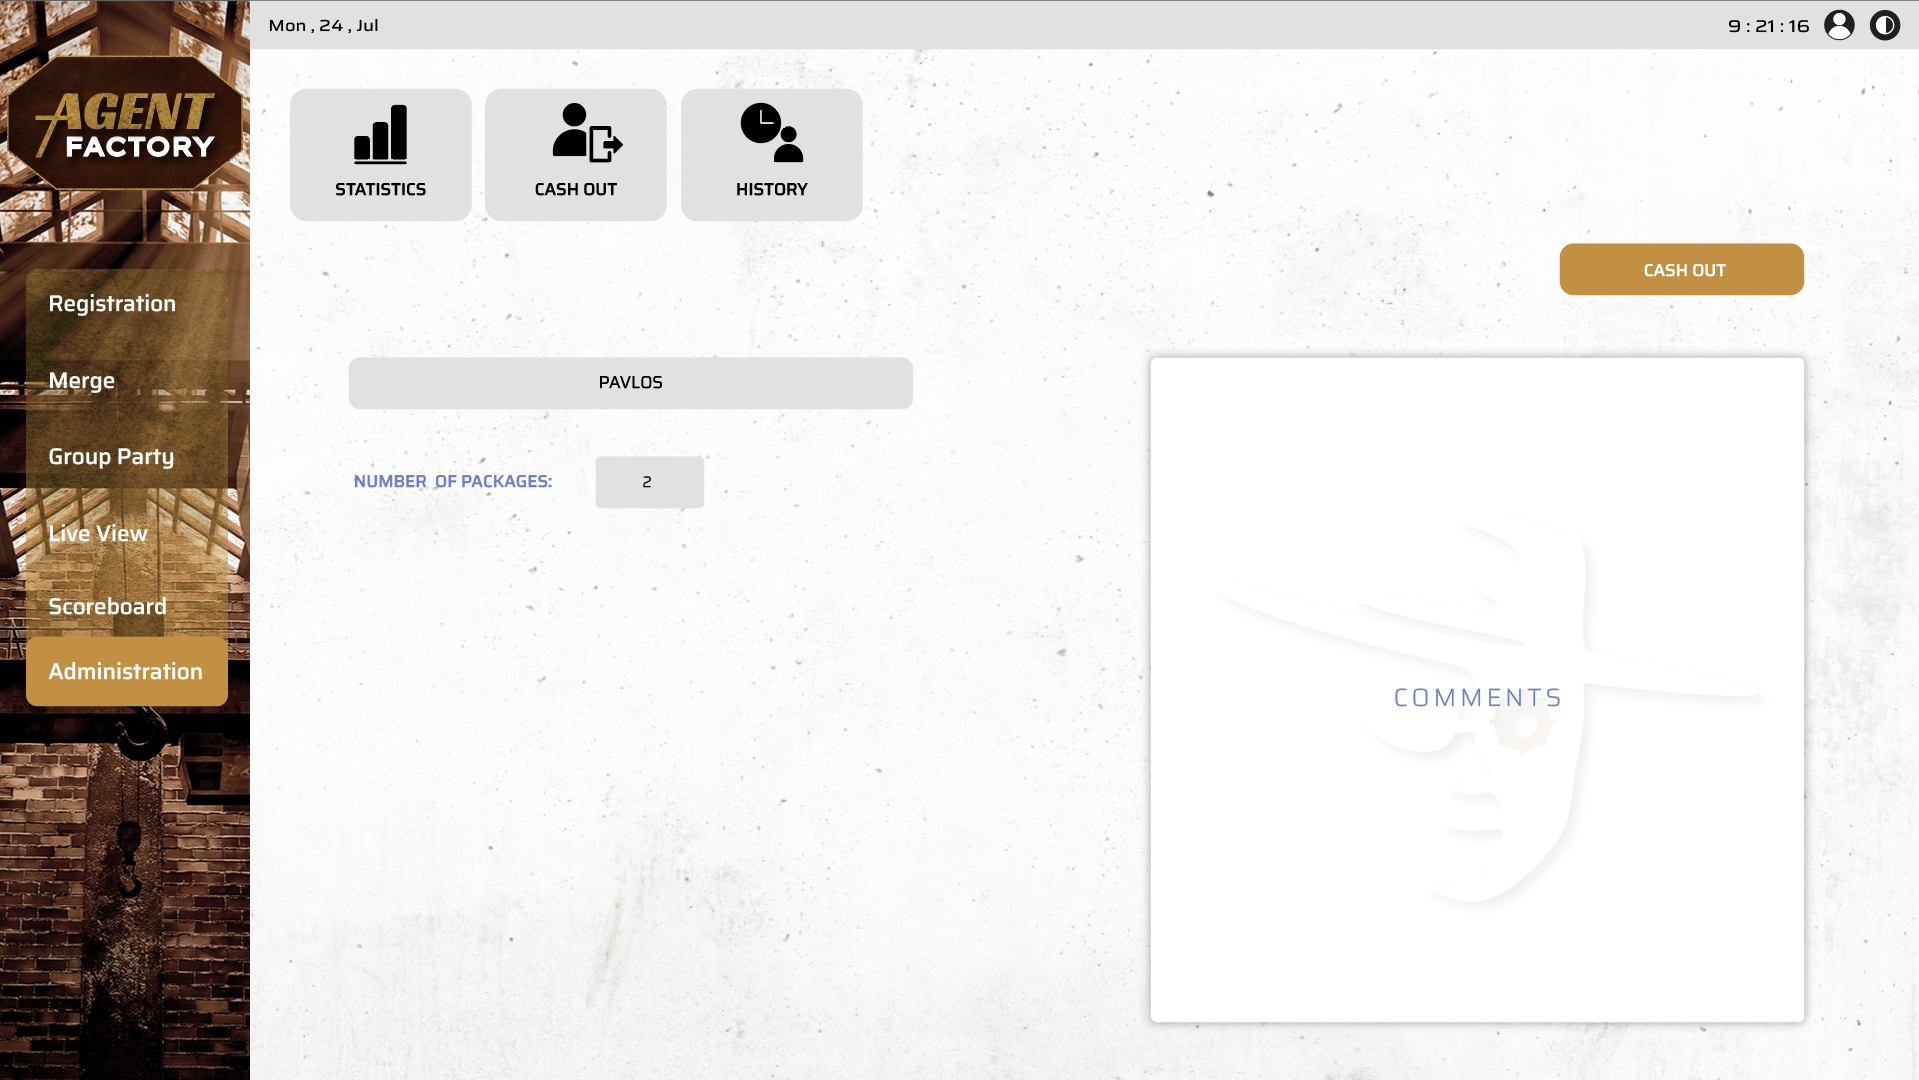 Mon , 24 , Jul
9 : 21 : 16
AGENT
FACTORY
STATISTICS
CASH OUT
HISTORY
CASH OUT
Registration
Merge
Group Party
Live View
Scoreboard
Administration
PAVLOS
NUMBER OF PACKAGES:
2
COMMENTS